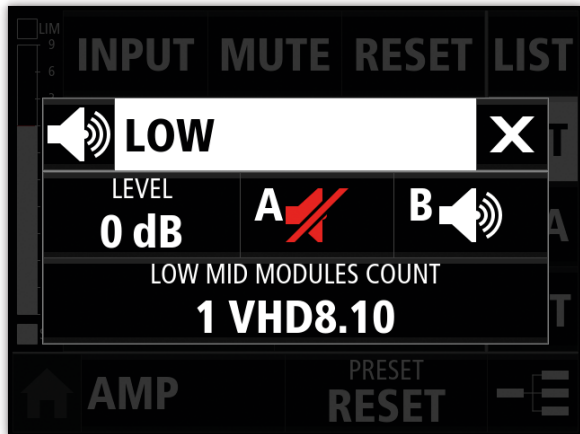 LIM
9
6
INPUT MUTE RESET LIST
LOW X
LEVEL
0 dB
A
B
LOW MID MODULES COUNT
1 VHD8.10
AMP
PRESET
RESET